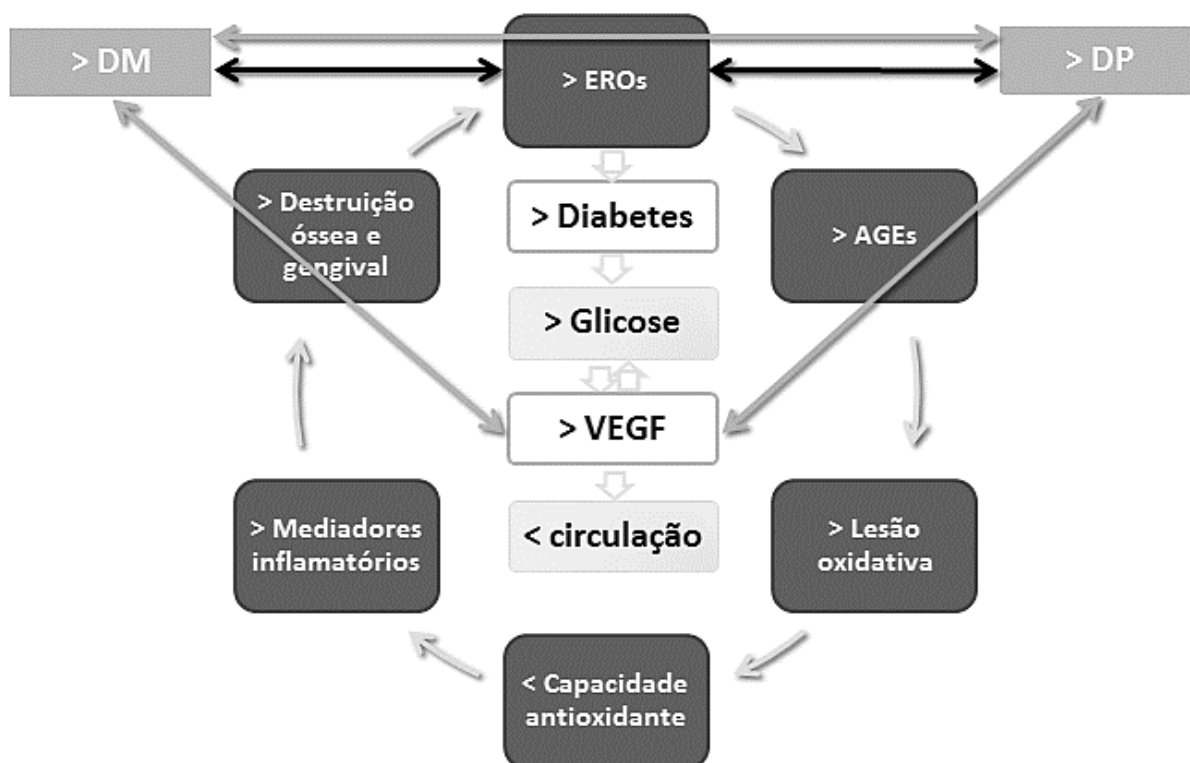 > DM
> EROs
> DP
> Destruição
óssea e
gengival
> Diabetes
> AGEs
> Glicose
> VEGF
> Mediadores
inflamatórios
< circulação
> Lesão
oxidativa
< Capacidade
antioxidante